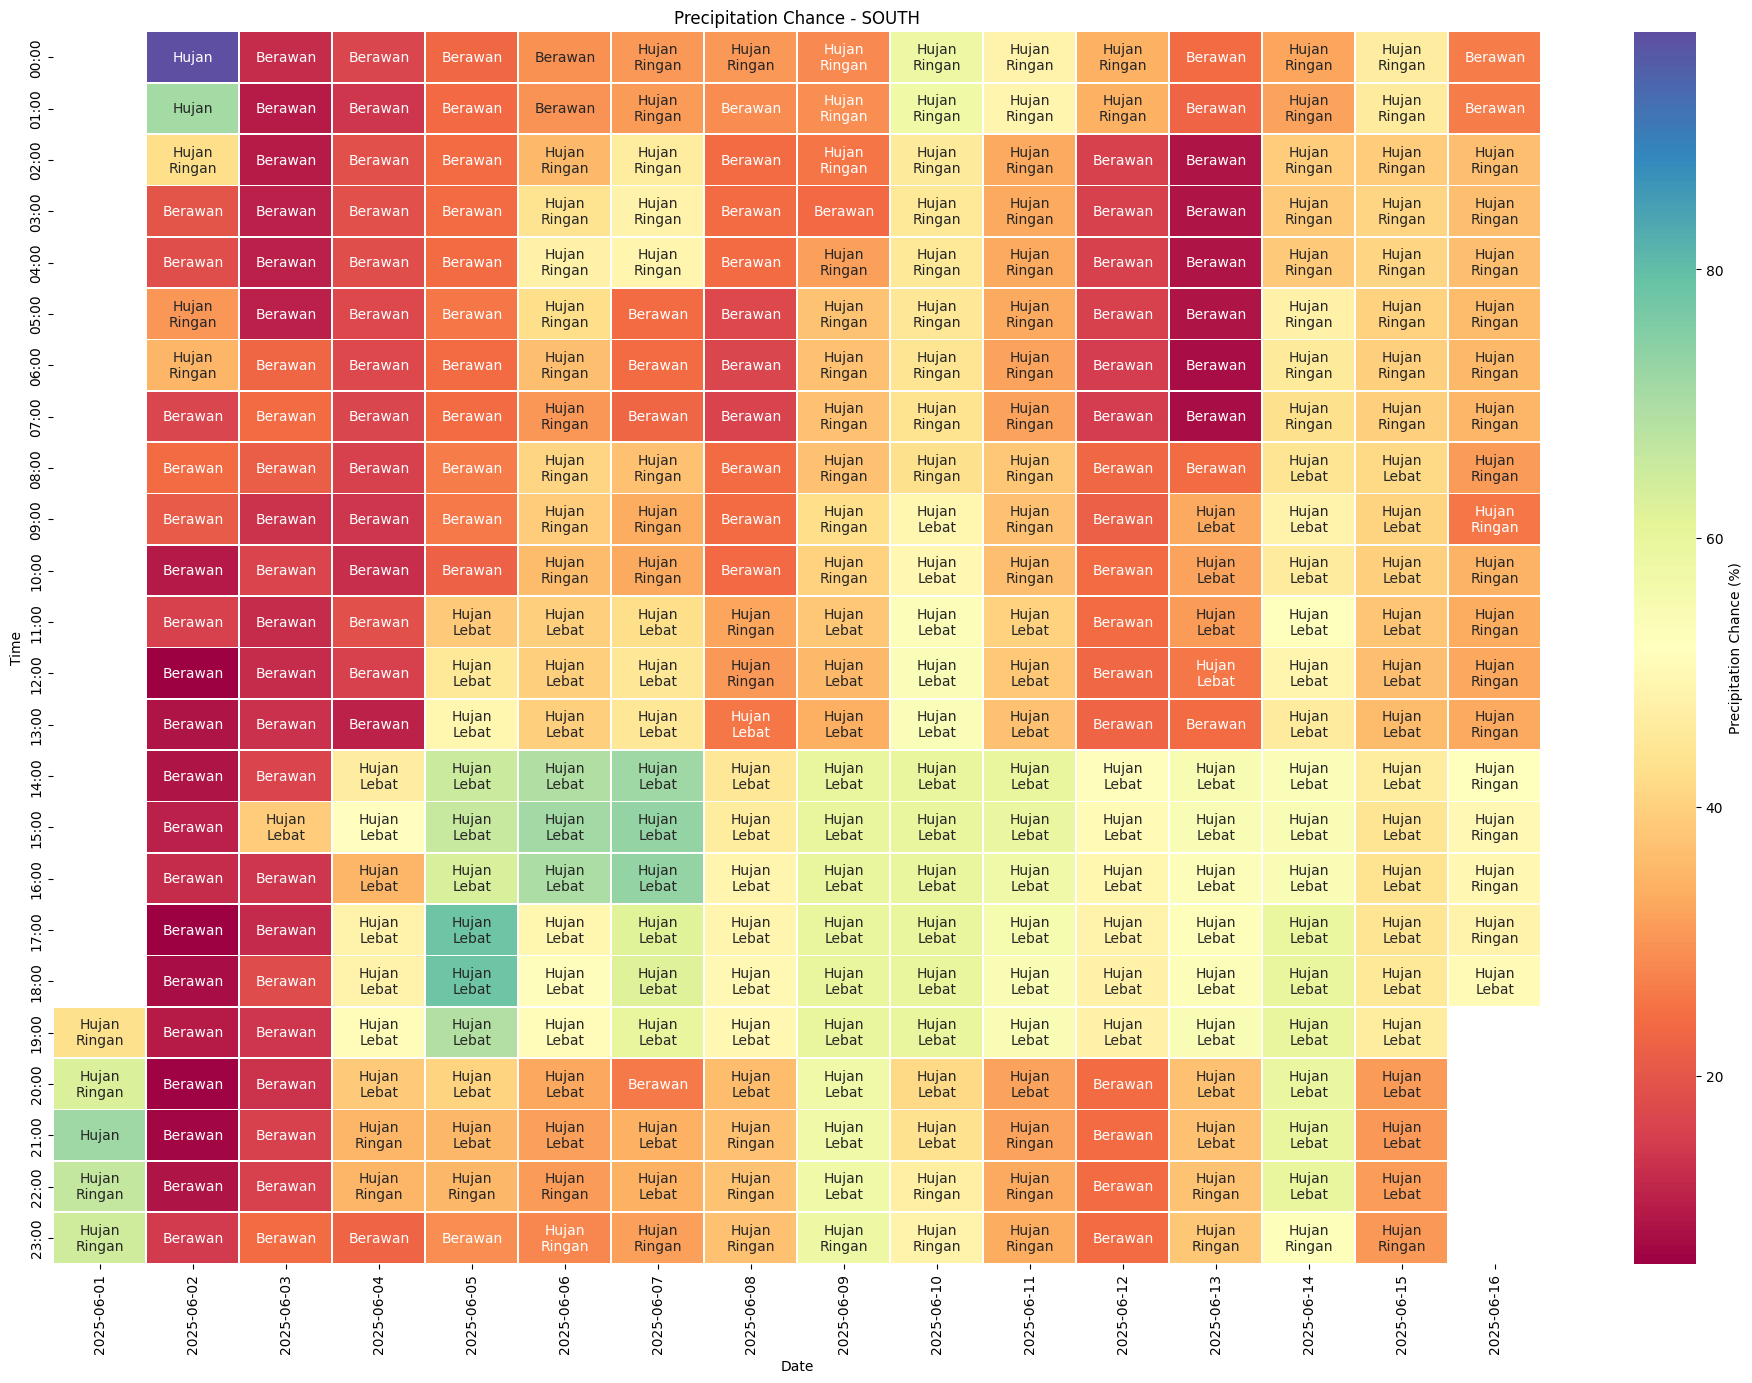 Precipitation Chance - SOUTH
00:00 Hujan Berawan Berawan Berawan Berawan Hujan Ringan Hujan Ringan Hujan Ringan Hujan Ringan Hujan Ringan Hujan Ringan Berawan Hujan Ringan Hujan Ringan Berawan
01:00 Hujan Berawan Berawan Berawan Berawan Hujan Ringan Berawan Hujan Ringan Hujan Ringan Hujan Ringan Hujan Ringan Berawan Hujan Ringan Hujan Ringan Berawan
02:00 Hujan Ringan Berawan Berawan Berawan Hujan Ringan Hujan Ringan Berawan Hujan Ringan Hujan Ringan Hujan Ringan Berawan Berawan Hujan Ringan Hujan Ringan Hujan Ringan
03:00 Berawan Berawan Berawan Berawan Hujan Ringan Hujan Ringan Berawan Berawan Hujan Ringan Hujan Ringan Berawan Berawan Hujan Ringan Hujan Ringan Hujan Ringan
04:00 Berawan Berawan Berawan Berawan Hujan Ringan Hujan Ringan Berawan Hujan Ringan Hujan Ringan Hujan Ringan Berawan Berawan Hujan Ringan Hujan Ringan Hujan Ringan
05:00 Hujan Ringan Berawan Berawan Berawan Hujan Ringan Berawan Berawan Hujan Ringan Hujan Ringan Hujan Ringan Berawan Berawan Hujan Ringan Hujan Ringan Hujan Ringan
06:00 Hujan Ringan Berawan Berawan Berawan Hujan Ringan Berawan Berawan Hujan Ringan Hujan Ringan Hujan Ringan Berawan Berawan Hujan Ringan Hujan Ringan Hujan Ringan
07:00 Berawan Berawan Berawan Berawan Hujan Ringan Berawan Berawan Hujan Ringan Hujan Ringan Hujan Ringan Berawan Berawan Hujan Ringan Hujan Ringan Hujan Ringan
08:00 Berawan Berawan Berawan Berawan Hujan Ringan Hujan Ringan Berawan Hujan Ringan Hujan Ringan Hujan Ringan Berawan Berawan Hujan Lebat Hujan Lebat Hujan Ringan
09:00 Berawan Berawan Berawan Berawan Hujan Ringan Hujan Ringan Berawan Hujan Ringan Hujan Lebat Hujan Ringan Berawan Hujan Lebat Hujan Lebat Hujan Lebat Hujan Ringan
10:00 Berawan Berawan Berawan Berawan Hujan Ringan Hujan Ringan Berawan Hujan Ringan Hujan Lebat Hujan Ringan Berawan Hujan Lebat Hujan Lebat Hujan Lebat Hujan Ringan
11:00 Berawan Berawan Berawan Hujan Lebat Hujan Lebat Hujan Lebat Hujan Ringan Hujan Lebat Hujan Lebat Hujan Lebat Berawan Hujan Lebat Hujan Lebat Hujan Lebat Hujan Ringan
12:00 Berawan Berawan Berawan Hujan Lebat Hujan Lebat Hujan Lebat Hujan Ringan Hujan Lebat Hujan Lebat Hujan Lebat Berawan Hujan Lebat Hujan Lebat Hujan Lebat Hujan Ringan
13:00 Berawan Berawan Berawan Hujan Lebat Hujan Lebat Hujan Lebat Hujan Lebat Hujan Lebat Hujan Lebat Hujan Lebat Berawan Berawan Hujan Lebat Hujan Lebat Hujan Ringan
14:00 Berawan Berawan Hujan Lebat Hujan Lebat Hujan Lebat Hujan Lebat Hujan Lebat Hujan Lebat Hujan Lebat Hujan Lebat Hujan Lebat Hujan Lebat Hujan Lebat Hujan Lebat Hujan Ringan
15:00 Berawan Hujan Lebat Hujan Lebat Hujan Lebat Hujan Lebat Hujan Lebat Hujan Lebat Hujan Lebat Hujan Lebat Hujan Lebat Hujan Lebat Hujan Lebat Hujan Lebat Hujan Lebat Hujan Ringan
16:00 Berawan Berawan Hujan Lebat Hujan Lebat Hujan Lebat Hujan Lebat Hujan Lebat Hujan Lebat Hujan Lebat Hujan Lebat Hujan Lebat Hujan Lebat Hujan Lebat Hujan Lebat Hujan Ringan
17:00 Berawan Berawan Hujan Lebat Hujan Lebat Hujan Lebat Hujan Lebat Hujan Lebat Hujan Lebat Hujan Lebat Hujan Lebat Hujan Lebat Hujan Lebat Hujan Lebat Hujan Lebat Hujan Ringan
18:00 Berawan Berawan Hujan Lebat Hujan Lebat Hujan Lebat Hujan Lebat Hujan Lebat Hujan Lebat Hujan Lebat Hujan Lebat Hujan Lebat Hujan Lebat Hujan Lebat Hujan Lebat Hujan Lebat
19:00 Hujan Ringan Berawan Berawan Hujan Lebat Hujan Lebat Hujan Lebat Hujan Lebat Hujan Lebat Hujan Lebat Hujan Lebat Hujan Lebat Hujan Lebat Hujan Lebat Hujan Lebat Hujan Lebat
20:00 Hujan Ringan Berawan Berawan Hujan Lebat Hujan Lebat Hujan Lebat Berawan Hujan Lebat Hujan Lebat Hujan Lebat Hujan Lebat Berawan Hujan Lebat Hujan Lebat Hujan Lebat
21:00 Hujan Berawan Berawan Hujan Ringan Hujan Lebat Hujan Lebat Hujan Lebat Hujan Ringan Hujan Lebat Hujan Lebat Hujan Ringan Berawan Hujan Lebat Hujan Lebat Hujan Lebat
22:00 Hujan Ringan Berawan Berawan Hujan Ringan Hujan Ringan Hujan Ringan Hujan Lebat Hujan Ringan Hujan Lebat Hujan Ringan Hujan Ringan Berawan Hujan Ringan Hujan Lebat Hujan Lebat
23:00 Hujan Ringan Berawan Berawan Berawan Berawan Hujan Ringan Hujan Ringan Hujan Ringan Hujan Ringan Hujan Ringan Hujan Ringan Berawan Hujan Ringan Hujan Ringan Hujan Ringan
Time
2025-06-01 2025-06-02 2025-06-03 2025-06-04 2025-06-05 2025-06-06 2025-06-07 2025-06-08 2025-06-09 2025-06-10 2025-06-11 2025-06-12 2025-06-13 2025-06-14 2025-06-15 2025-06-16
Date
80
60
40
20
Precipitation Chance (%)